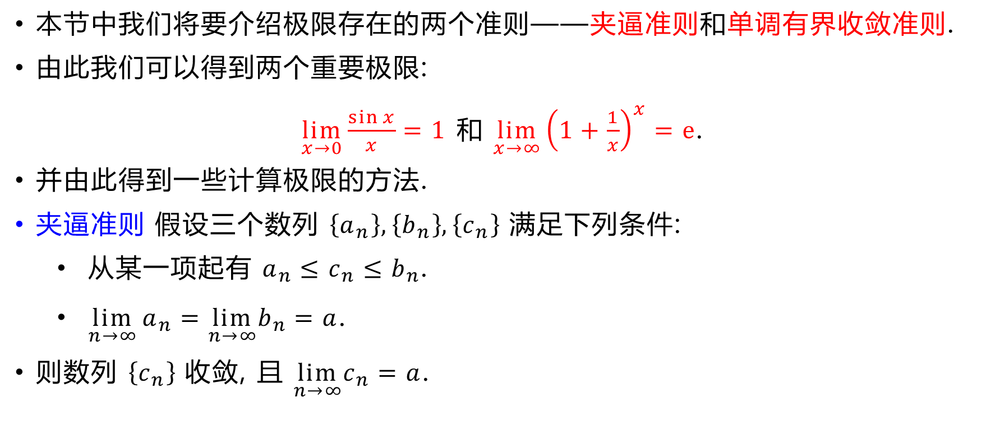 • 本节中我们将要介绍极限存在的两个准则——夹逼准则和单调有界收敛准则.
• 由此我们可以得到两个重要极限:
$\lim\limits_{x\to 0}\frac{\sin x}{x} = 1$ 和 $\lim\limits_{x\to\infty}\left(1+\frac{1}{x}\right)^x = \mathrm{e}$.
• 并由此得到一些计算极限的方法.
• 夹逼准则 假设三个数列 $\{a_n\},\{b_n\},\{c_n\}$ 满足下列条件:
• 从某一项起有 $a_n \le c_n \le b_n$.
• $\lim\limits_{n\to\infty} a_n = \lim\limits_{n\to\infty} b_n = a$.
• 则数列 $\{c_n\}$ 收敛, 且 $\lim\limits_{n\to\infty} c_n = a$.